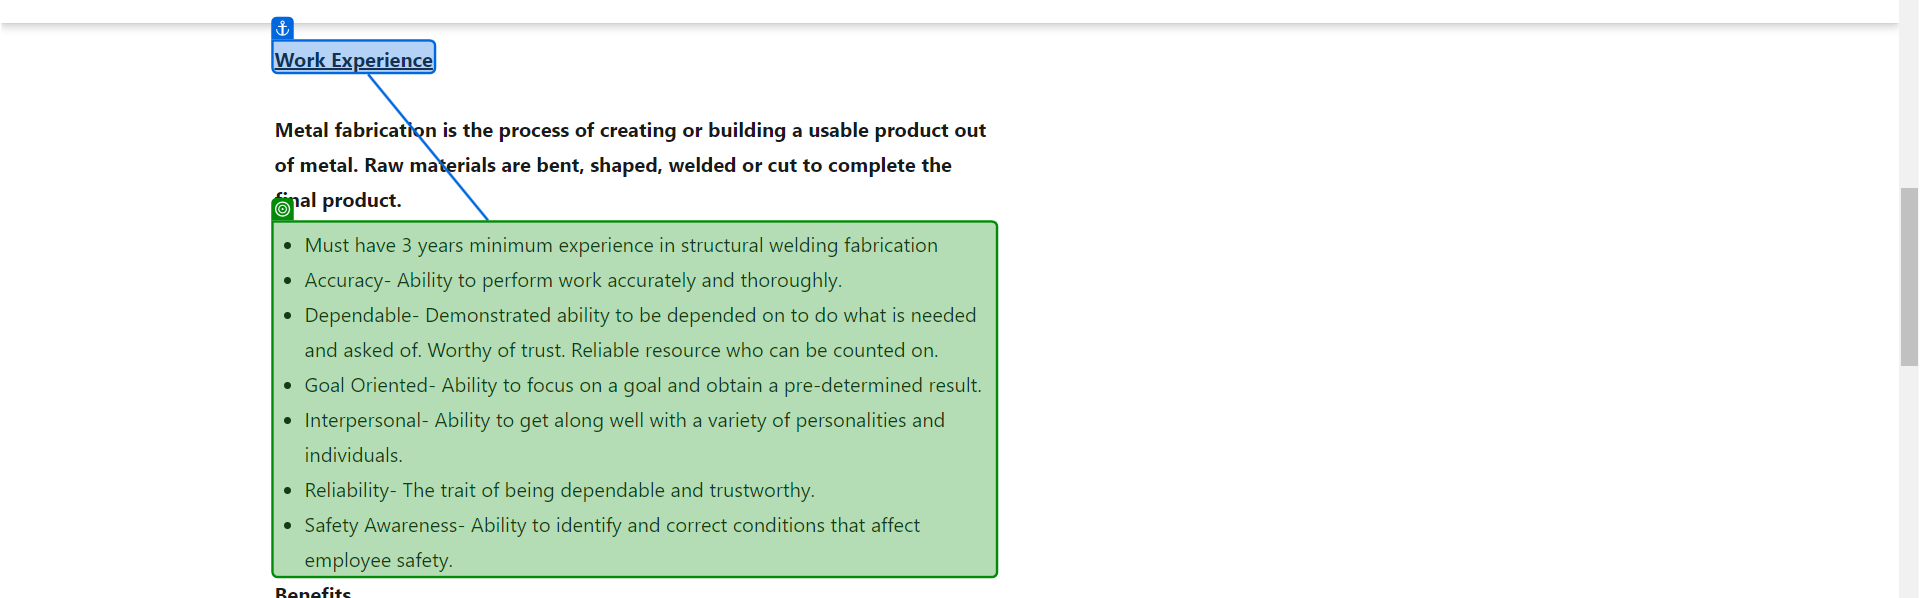 Work Experience
Metal fabrication is the process of creating or building a usable product out
of metal. Raw materials are bent, shaped, welded or cut to complete the
final product.
• Must have 3 years minimum experience in structural welding fabrication
• Accuracy- Ability to perform work accurately and thoroughly.
• Dependable- Demonstrated ability to be depended on to do what is needed
and asked of. Worthy of trust. Reliable resource who can be counted on.
• Goal Oriented- Ability to focus on a goal and obtain a pre-determined result.
• Interpersonal- Ability to get along well with a variety of personalities and
individuals.
• Reliability- The trait of being dependable and trustworthy.
• Safety Awareness- Ability to identify and correct conditions that affect
employee safety.
Benefits